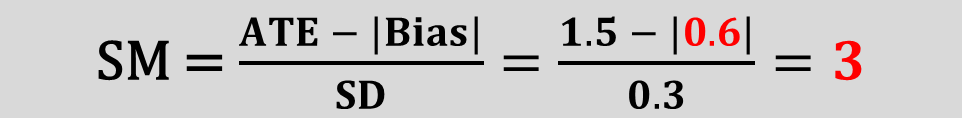 SM = ATE − |Bias| / SD = 1.5 − |0.6| / 0.3 = 3